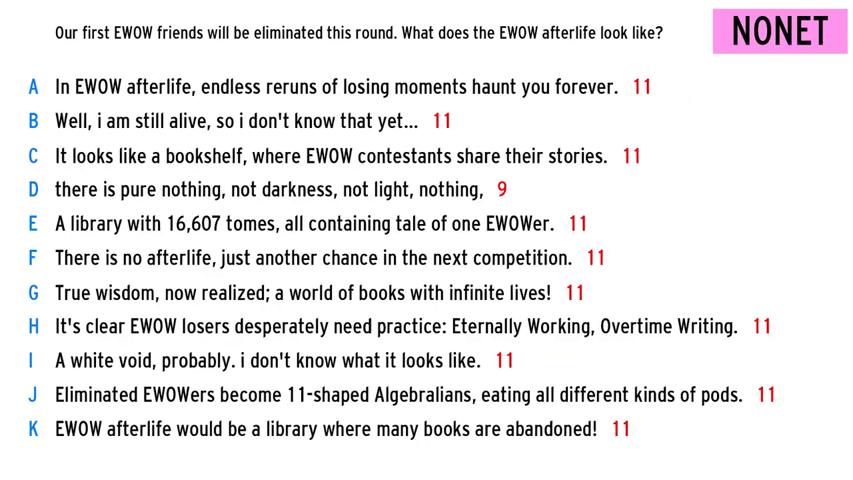 Our first EWOW friends will be eliminated this round. What does the EWOW afterlife look like?
NONET
A In EWOW afterlife, endless reruns of losing moments haunt you forever. 11
B Well, i am still alive, so i don't know that yet... 11
C It looks like a bookshelf, where EWOW contestants share their stories. 11
D there is pure nothing, not darkness, not light, nothing, 9
E A library with 16,607 tomes, all containing tale of one EWOWer. 11
F There is no afterlife, just another chance in the next competition. 11
G True wisdom, now realized; a world of books with infinite lives! 11
H It's clear EWOW losers desperately need practice: Eternally Working, Overtime Writing. 11
I A white void, probably. i don't know what it looks like. 11
J Eliminated EWOWers become 11-shaped Algebralians, eating all different kinds of pods. 11
K EWOW afterlife would be a library where many books are abandoned! 11